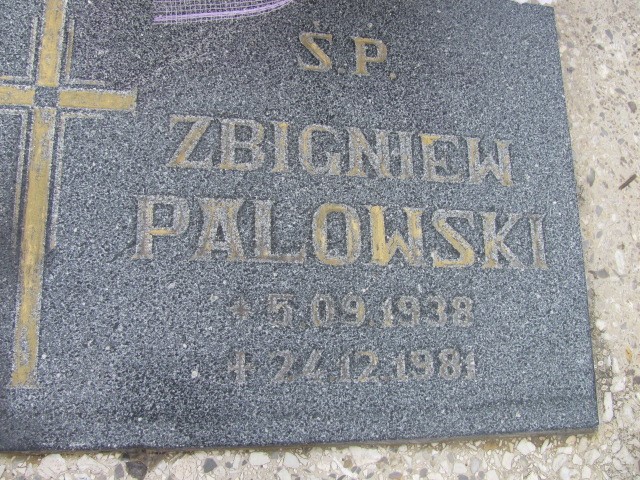 Ś.P.
ZBIGNIEW
PALOWSKI
* 5.09.1938
+ 24.12.1981